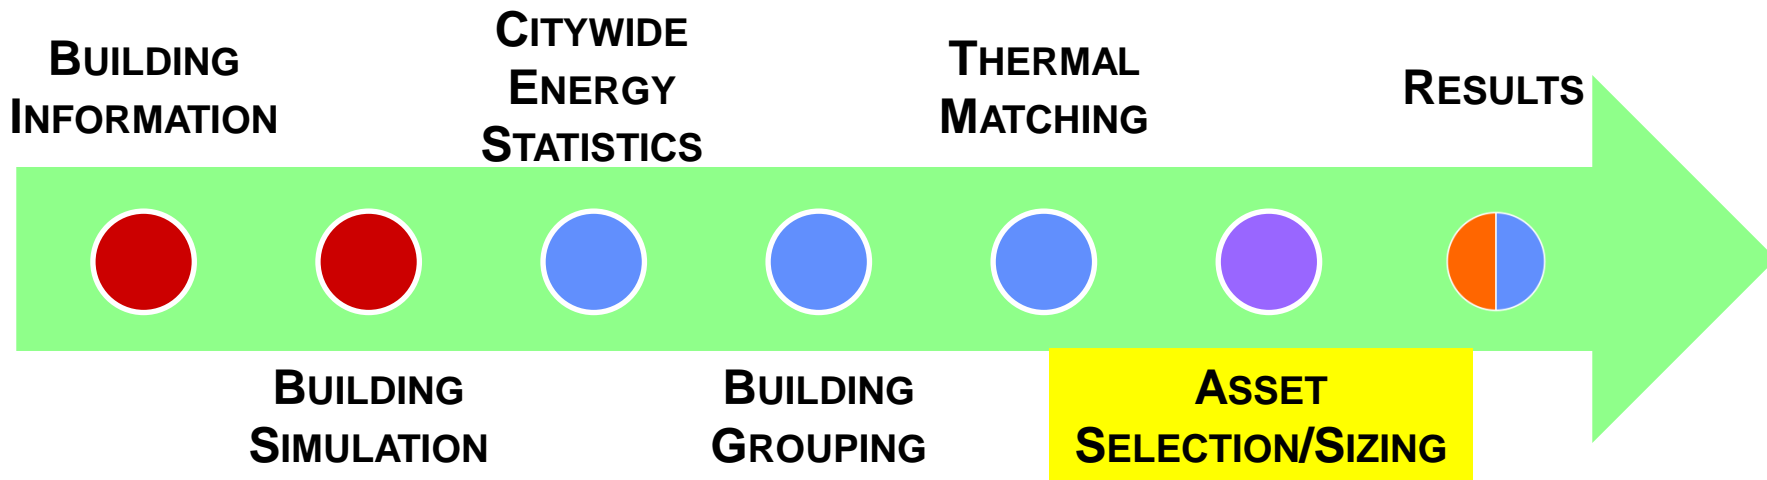 BUILDING
INFORMATION
CITYWIDE
ENERGY
STATISTICS
THERMAL
MATCHING
RESULTS
BUILDING
SIMULATION
BUILDING
GROUPING
ASSET
SELECTION/SIZING